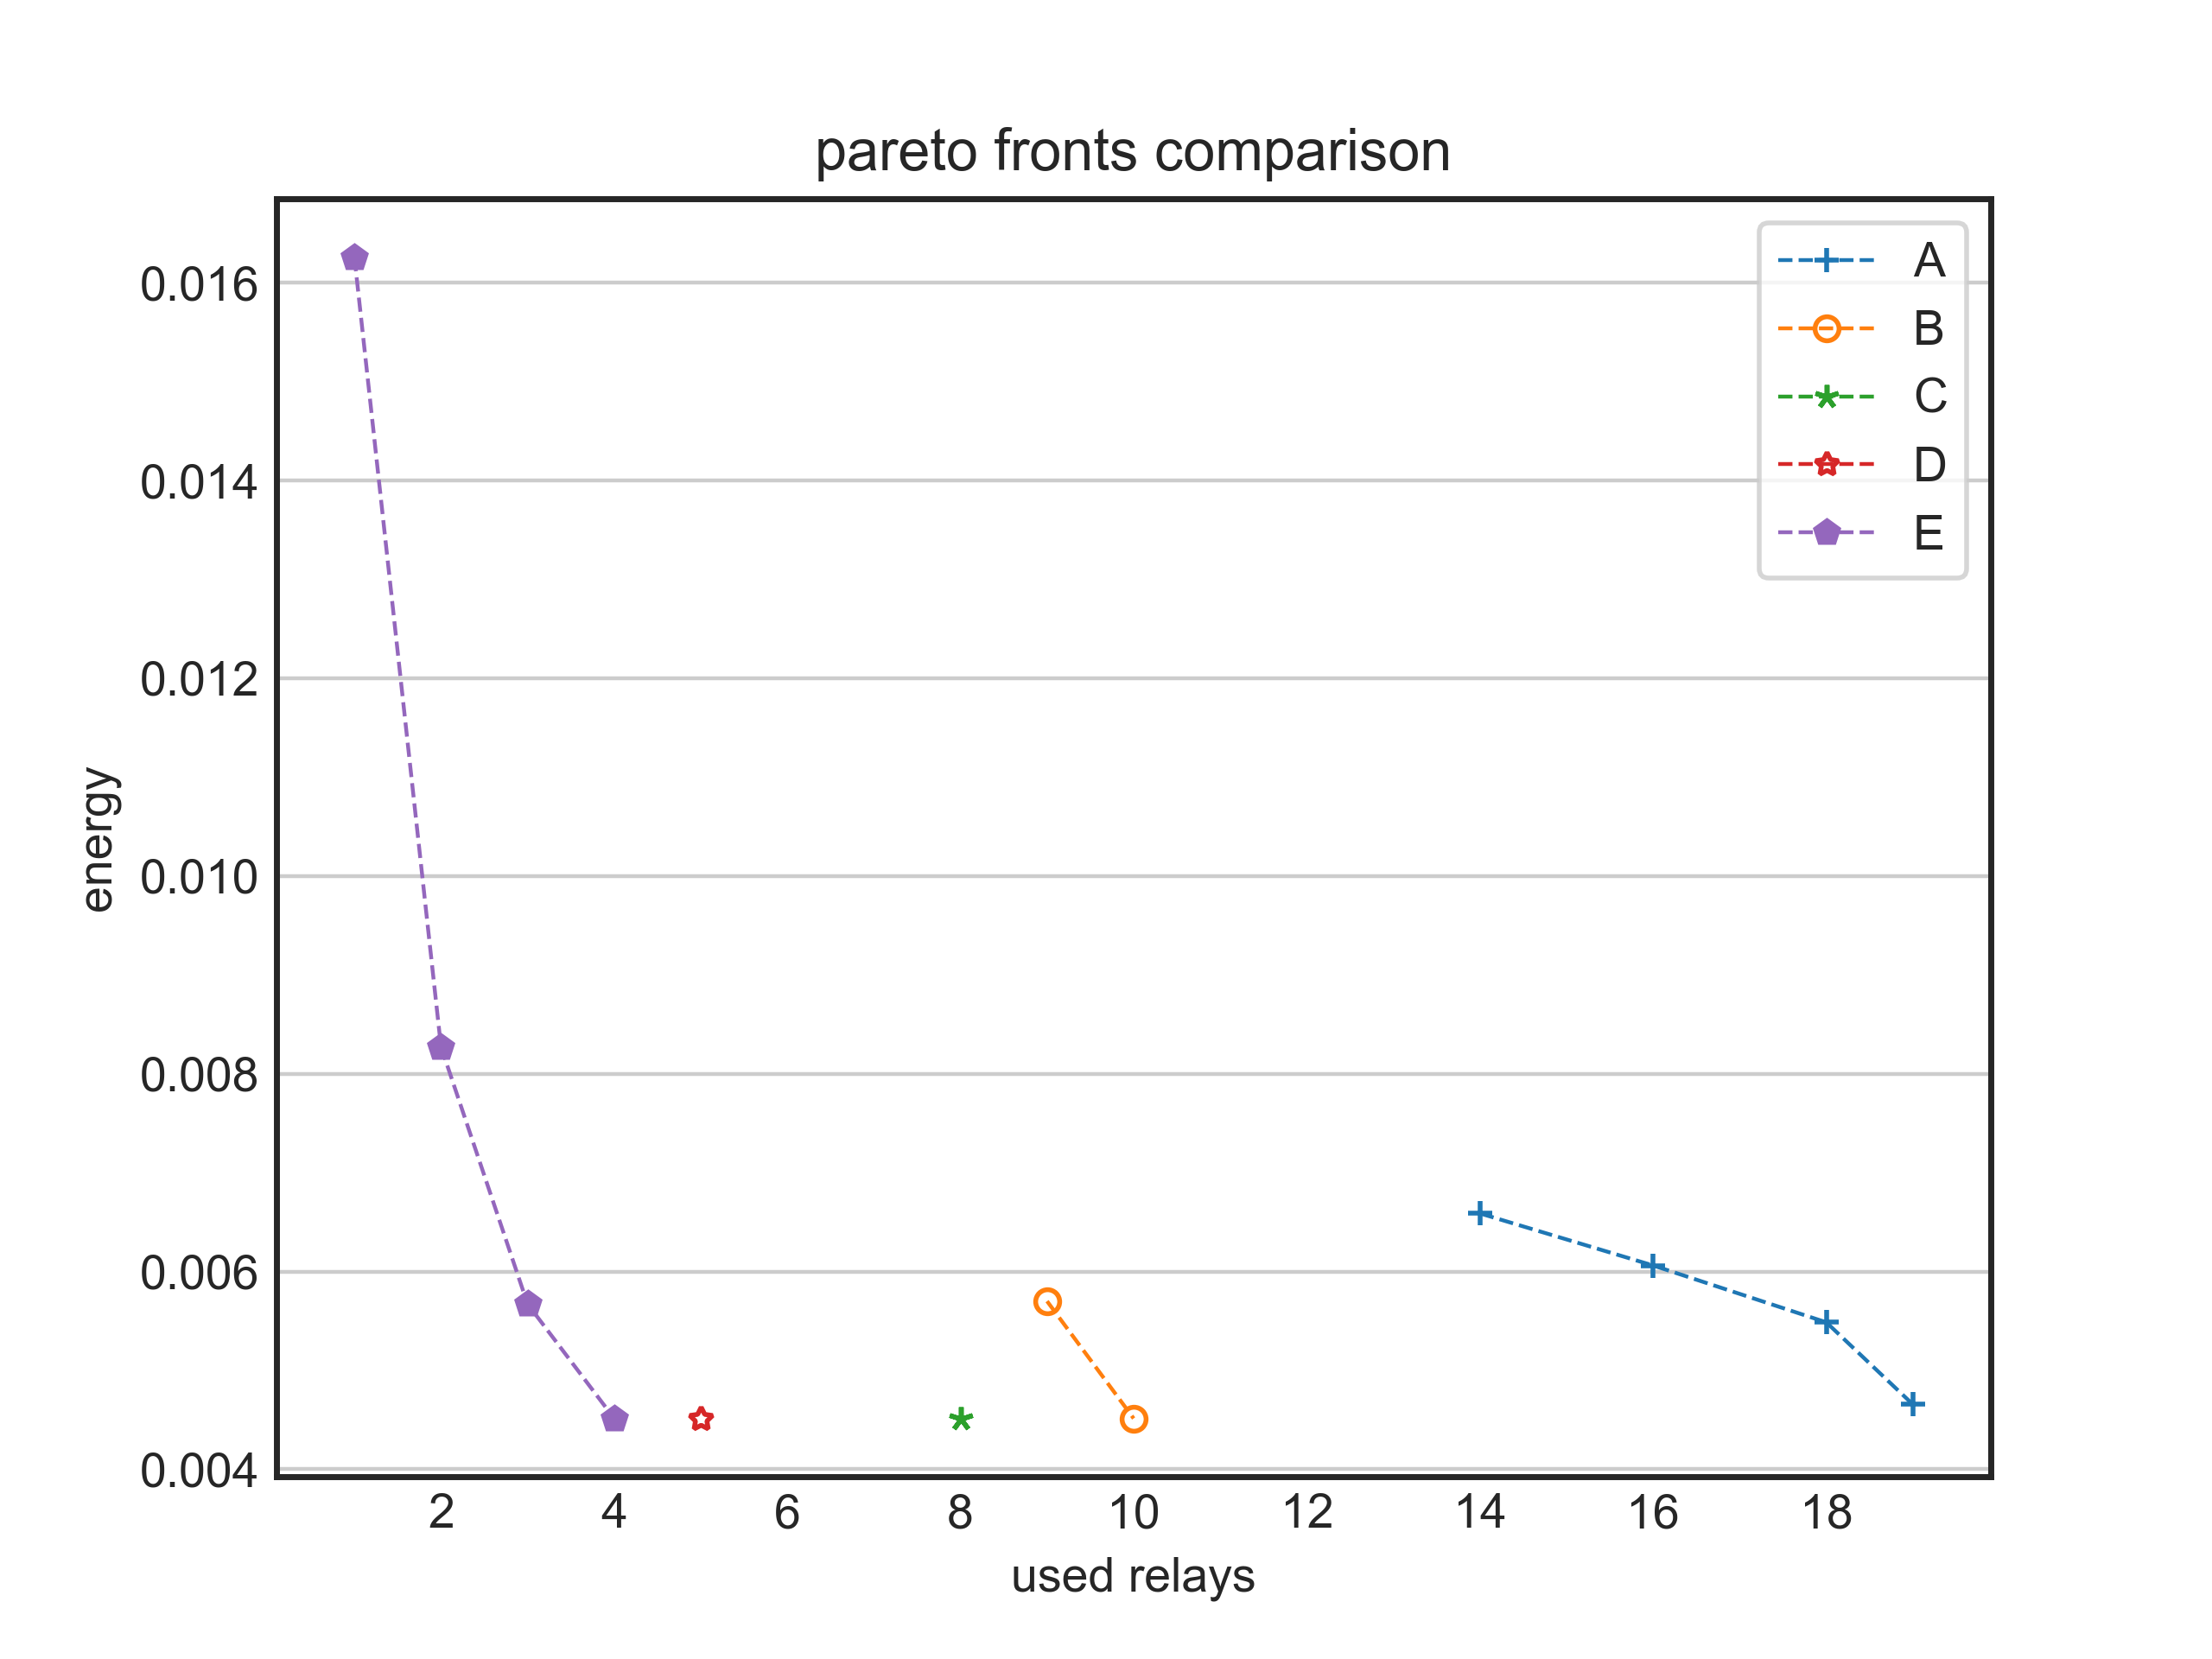 pareto fronts comparison
A
B
C
D
E
0.016
0.014
0.012
0.010
0.008
0.006
0.004
energy
2 4 6 8 10 12 14 16 18
used relays